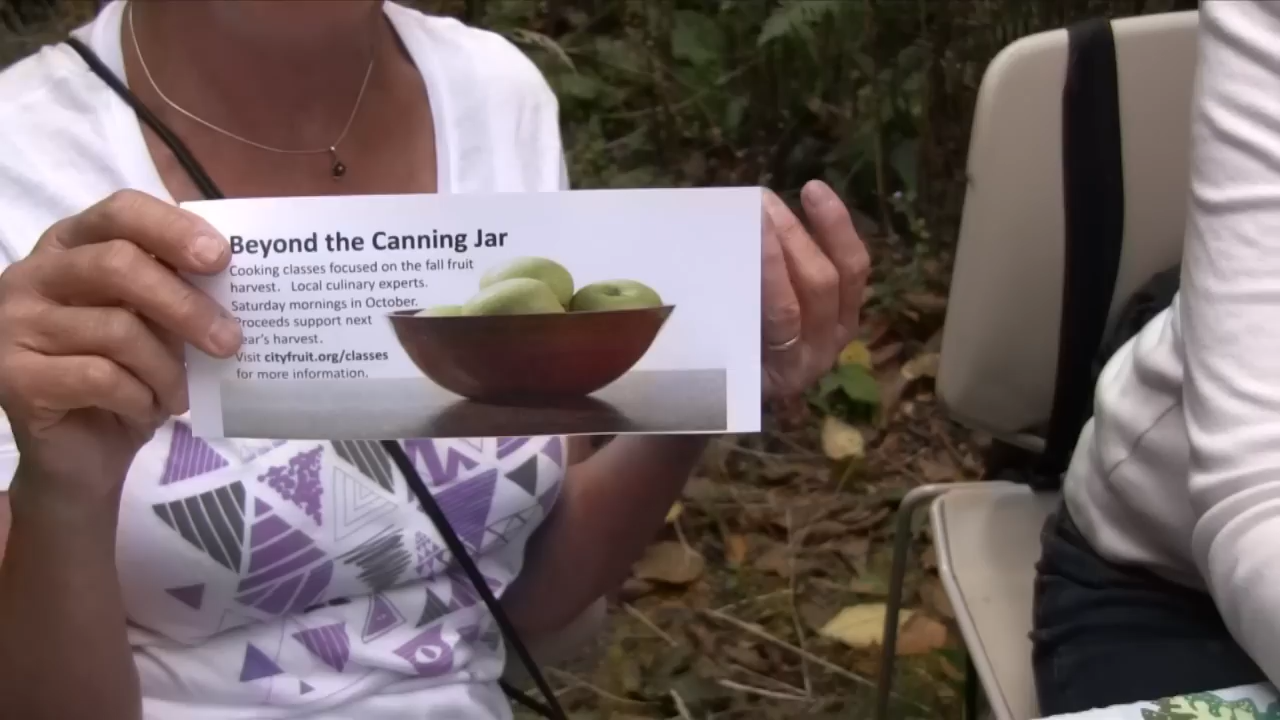 Beyond the Canning Jar
Cooking classes focused on the fall fruit
harvest. Local culinary experts.
Saturday mornings in October.
Proceeds support next
ear's harvest.
Visit cityfruit.org/classes
for more information.